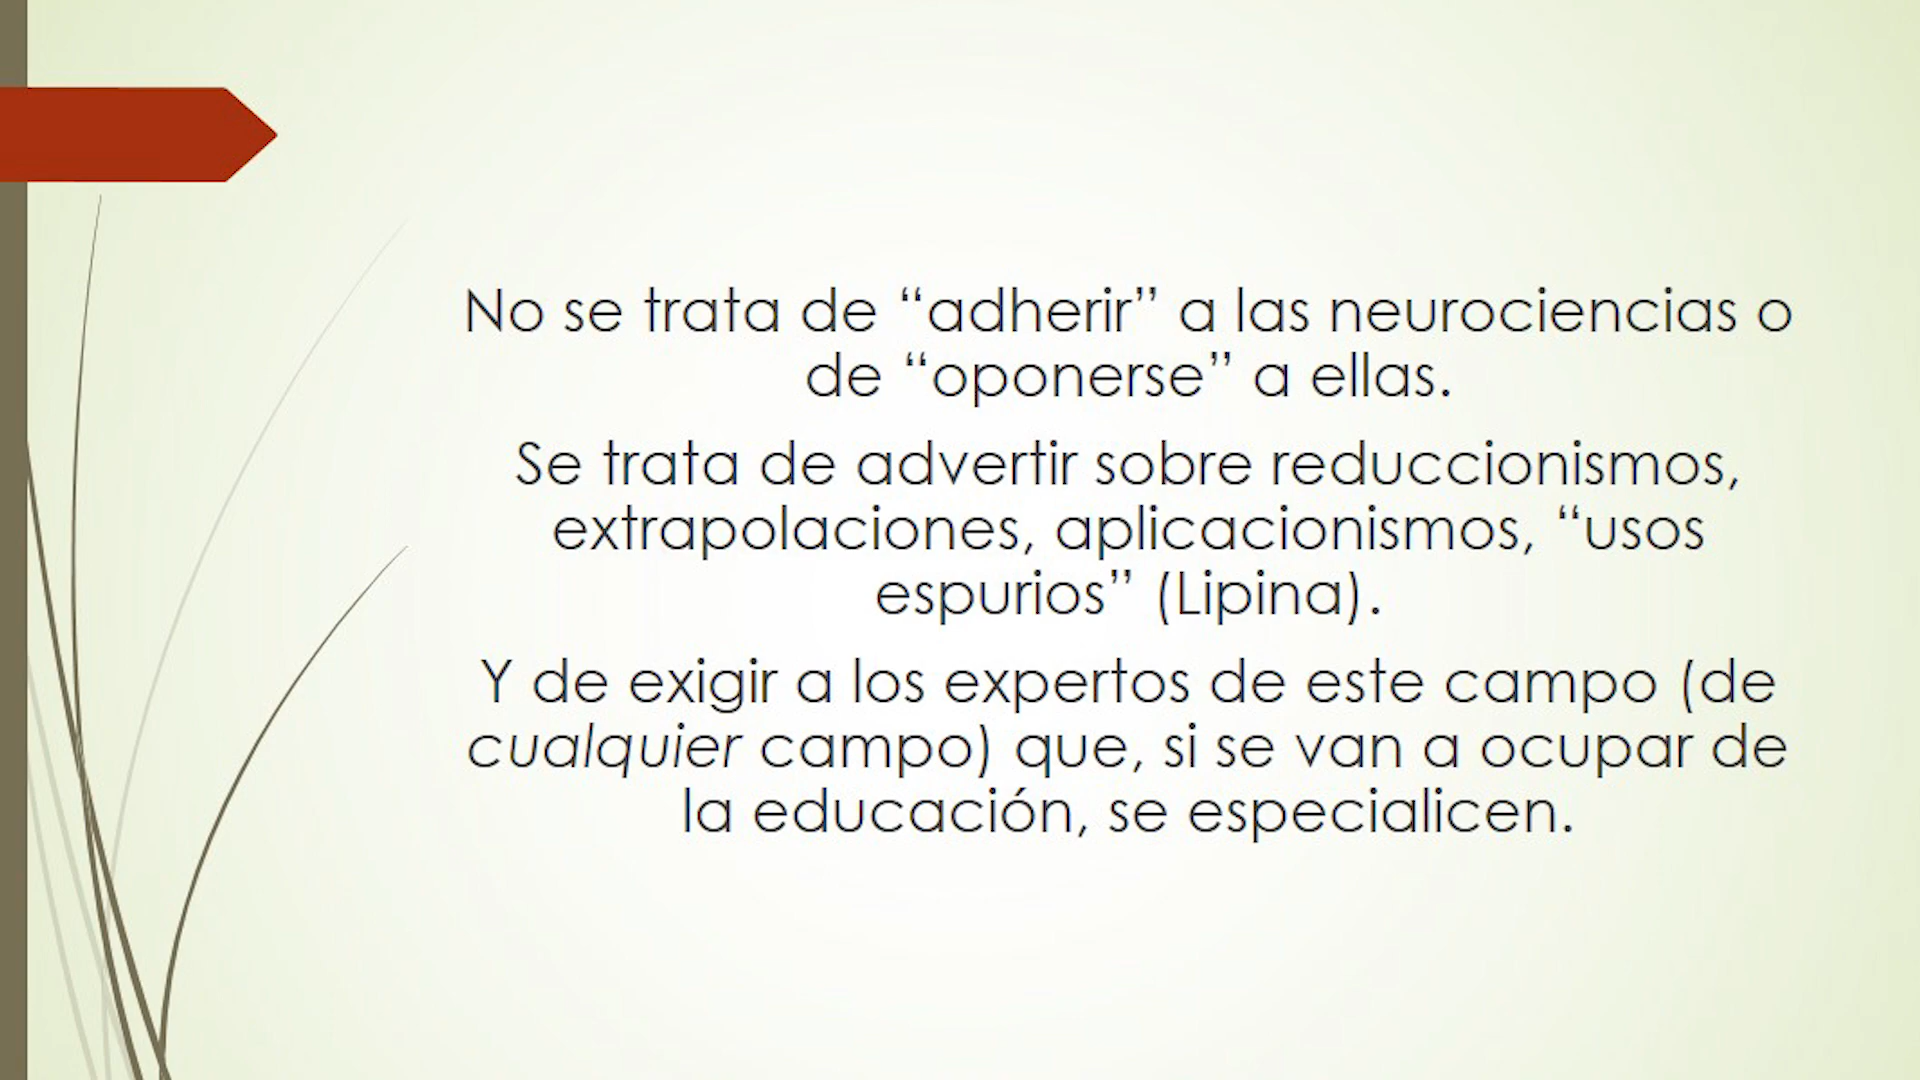 No se trata de “adherir” a las neurociencias o
de “oponerse” a ellas.
Se trata de advertir sobre reduccionismos,
extrapolaciones, aplicacionismos, “usos
espurios” (Lipina).
Y de exigir a los expertos de este campo (de
cualquier campo) que, si se van a ocupar de
la educación, se especialicen.